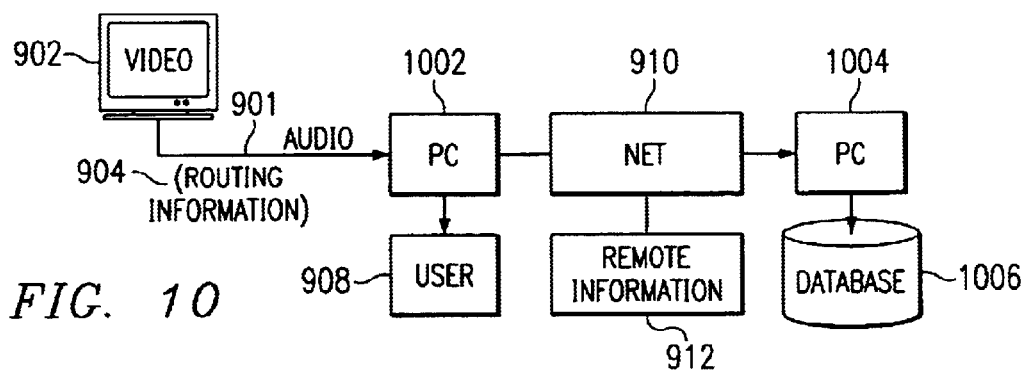 902
VIDEO
901
AUDIO
904
(ROUTING
INFORMATION)
1002
PC
910
NET
1004
PC
908
USER
REMOTE
INFORMATION
912
DATABASE
1006
FIG. 10